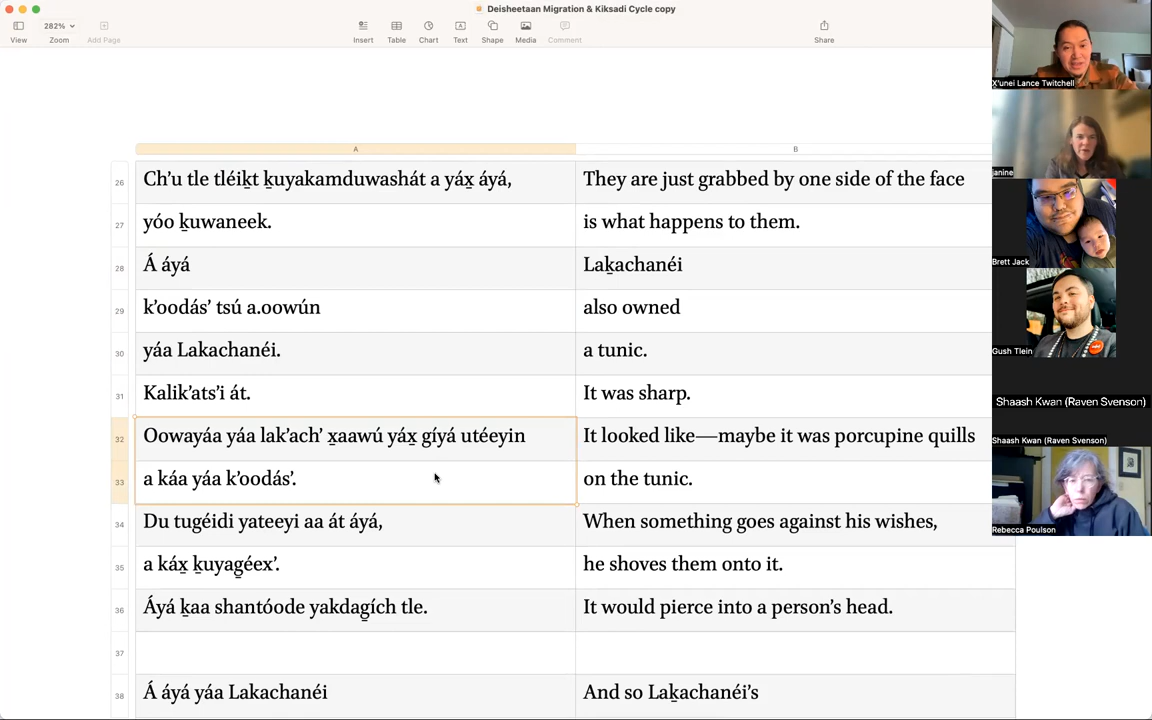 Deisheetaan Migration & Kiksadi Cycle copy
282%
View
Zoom
Add Page
Insert
Table
Chart
Text
Shape
Media
Comment
Share
A
B
26 Ch’u tle tléiḵt ḵuyakamduwashát a yáx̱ áyá, They are just grabbed by one side of the face
27 yóo ḵuwaneek. is what happens to them.
28 Á áyá Laḵachanéi
29 k’oodás’ tsú a.oowún also owned
30 yáa Lakachanéi. a tunic.
31 Kalik’ats’i át. It was sharp.
32 Oowayáa yáa lak’ach’ x̱aawú yáx̱ gíyá utéeyin It looked like—maybe it was porcupine quills
33 a káa yáa k’oodás’. on the tunic.
34 Du tugéidi yateeyi aa át áyá, When something goes against his wishes,
35 a káx̱ ḵuyag̱éex’. he shoves them onto it.
36 Áyá ḵaa shantóode yakdag̱ích tle. It would pierce into a person’s head.
37
38 Á áyá yáa Lakachanéi And so Laḵachanéi’s
X̱'unei Lance Twitchell
janine
Brett Jack
Gush Tlein
Shaash Kwan (Raven Svenson)
Shaash Kwan (Raven Svenson)
Rebecca Poulson